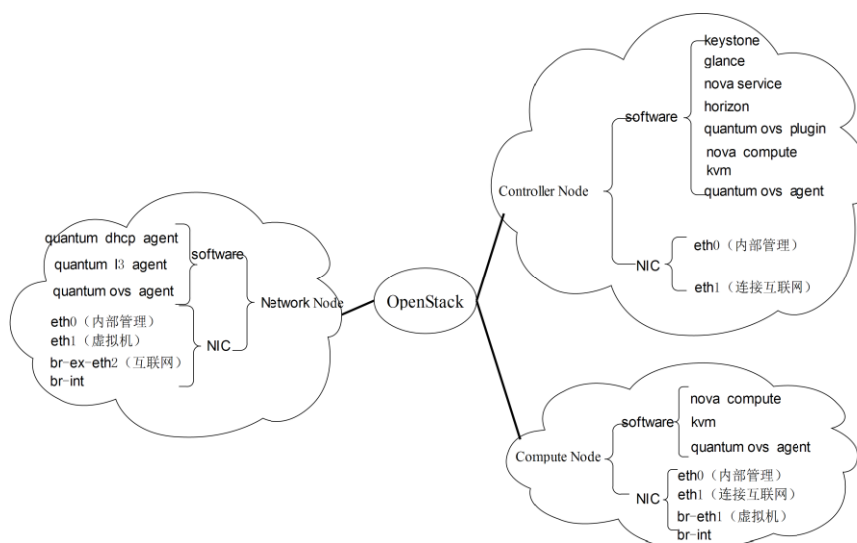 keystone
glance
nova service
horizon
quantum ovs plugin
nova compute
kvm
quantum ovs agent
software
Controller Node
NIC
eth0（内部管理）
eth1（连接互联网）
quantum dhcp agent
quantum l3 agent
quantum ovs agent
software
Network Node
eth0（内部管理）
eth1（虚拟机）
br-ex-eth2（互联网）
br-int
NIC
OpenStack
nova compute
kvm
quantum ovs agent
software
Compute Node
NIC
eth0（内部管理）
eth1（连接互联网）
br-eth1（虚拟机）
br-int